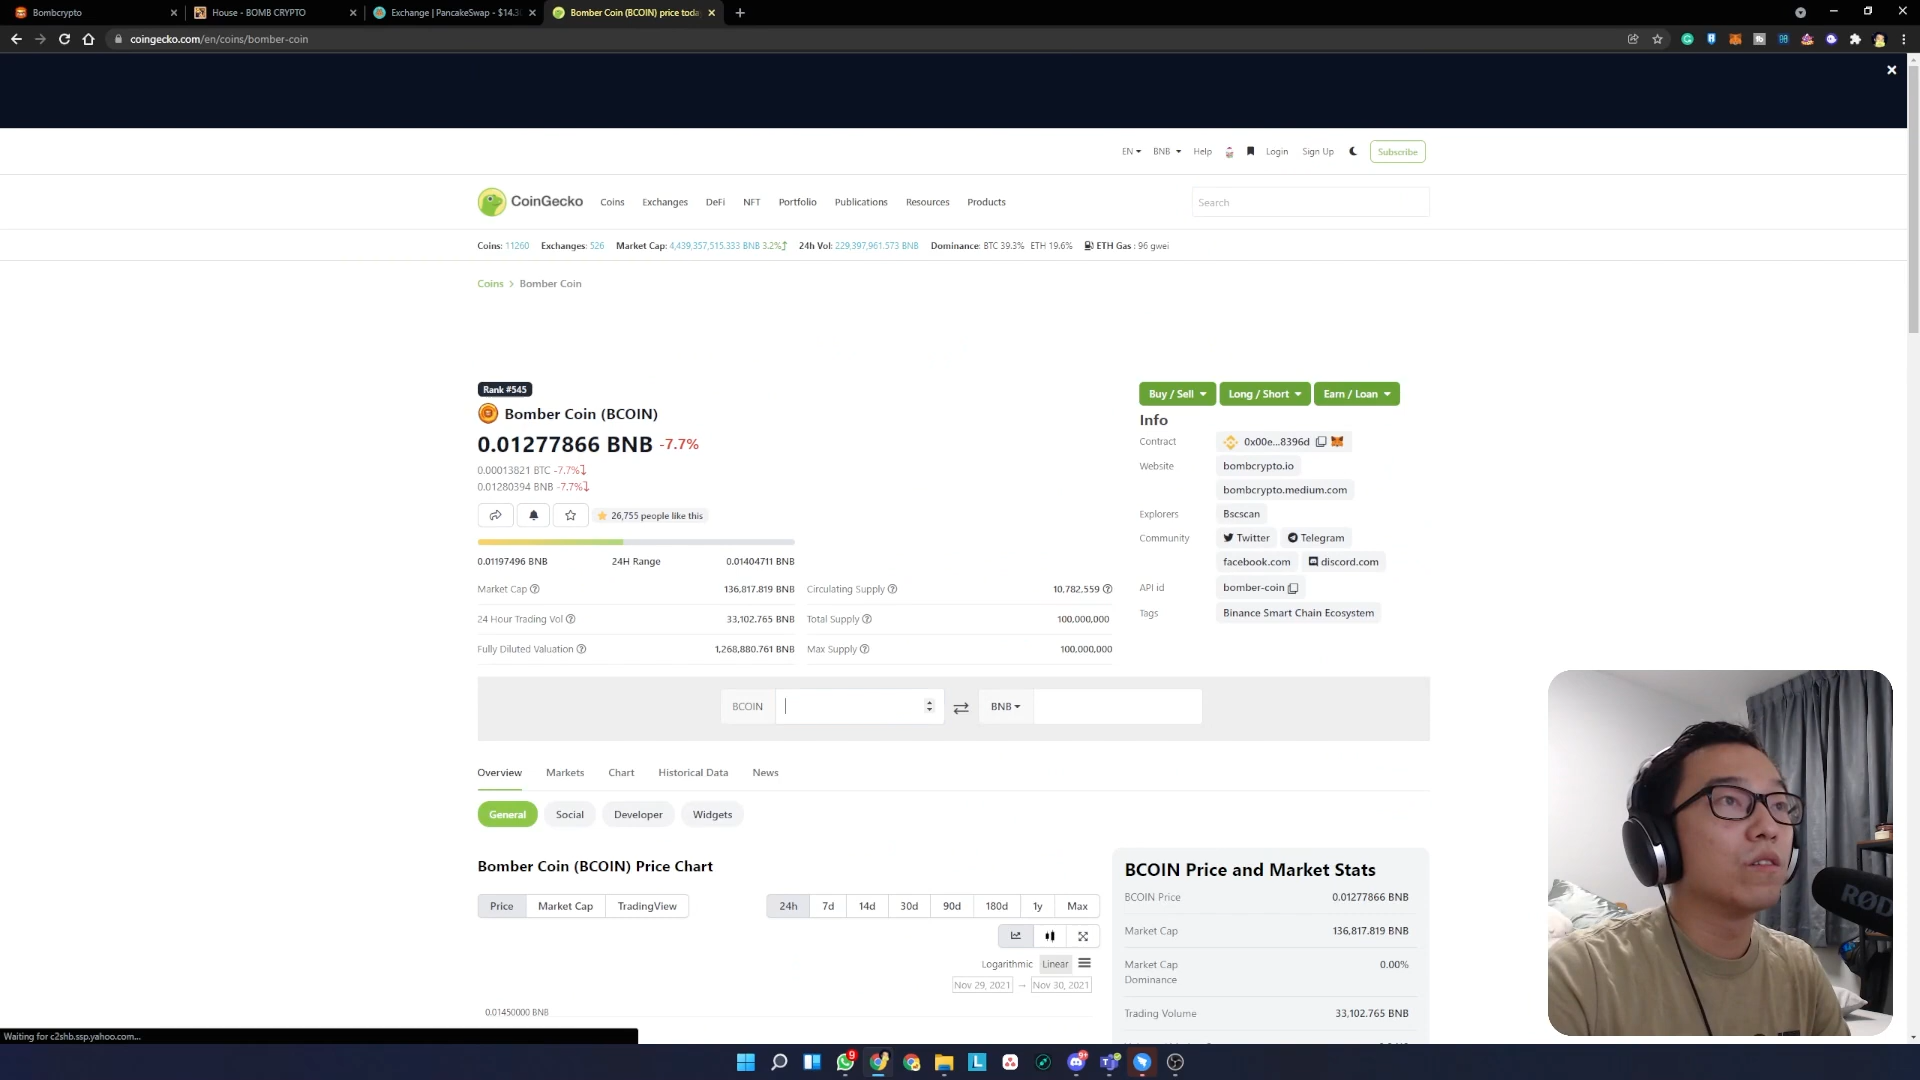 Bombcrypto
House - BOMB CRYPTO
Exchange | PancakeSwap - $14.3
Bomber Coin (BCOIN) price toda
coingecko.com/en/coins/bomber-coin
EN
BNB
Help
Login
Sign Up
Subscribe
CoinGecko
Coins
Exchanges
DeFi
NFT
Portfolio
Publications
Resources
Products
Search
Coins: 11260
Exchanges: 526
Market Cap: 4,439,357,515.333 BNB 3.2%
24h Vol: 229,397,961.573 BNB
Dominance: BTC 39.3% ETH 19.6%
ETH Gas : 96 gwei
Coins > Bomber Coin
Rank #545
Bomber Coin (BCOIN)
0.01277866 BNB -7.7%
0.00013821 BTC -7.7%
0.01280394 BNB -7.7%
26,755 people like this
0.01197496 BNB
24H Range
0.01404711 BNB
Market Cap
136,817.819 BNB
Circulating Supply
10,782,559
24 Hour Trading Vol
33,102.765 BNB
Total Supply
100,000,000
Fully Diluted Valuation
1,268,880.761 BNB
Max Supply
100,000,000
Buy / Sell
Long / Short
Earn / Loan
Info
Contract
0x00e...8396d
Website
bombcrypto.io
bombcrypto.medium.com
Explorers
Bscscan
Community
Twitter
Telegram
facebook.com
discord.com
API id
bomber-coin
Tags
Binance Smart Chain Ecosystem
BCOIN
BNB
Overview
Markets
Chart
Historical Data
News
General
Social
Developer
Widgets
Bomber Coin (BCOIN) Price Chart
Price
Market Cap
TradingView
24h
7d
14d
30d
90d
180d
1y
Max
Logarithmic
Linear
Nov 29, 2021 → Nov 30, 2021
0.01450000 BNB
BCOIN Price and Market Stats
BCOIN Price
0.01277866 BNB
Market Cap
136,817.819 BNB
Market Cap
Dominance
0.00%
Trading Volume
33,102.765 BNB
Waiting for c2shb.ssp.yahoo.com...
9
9+
L
RØD